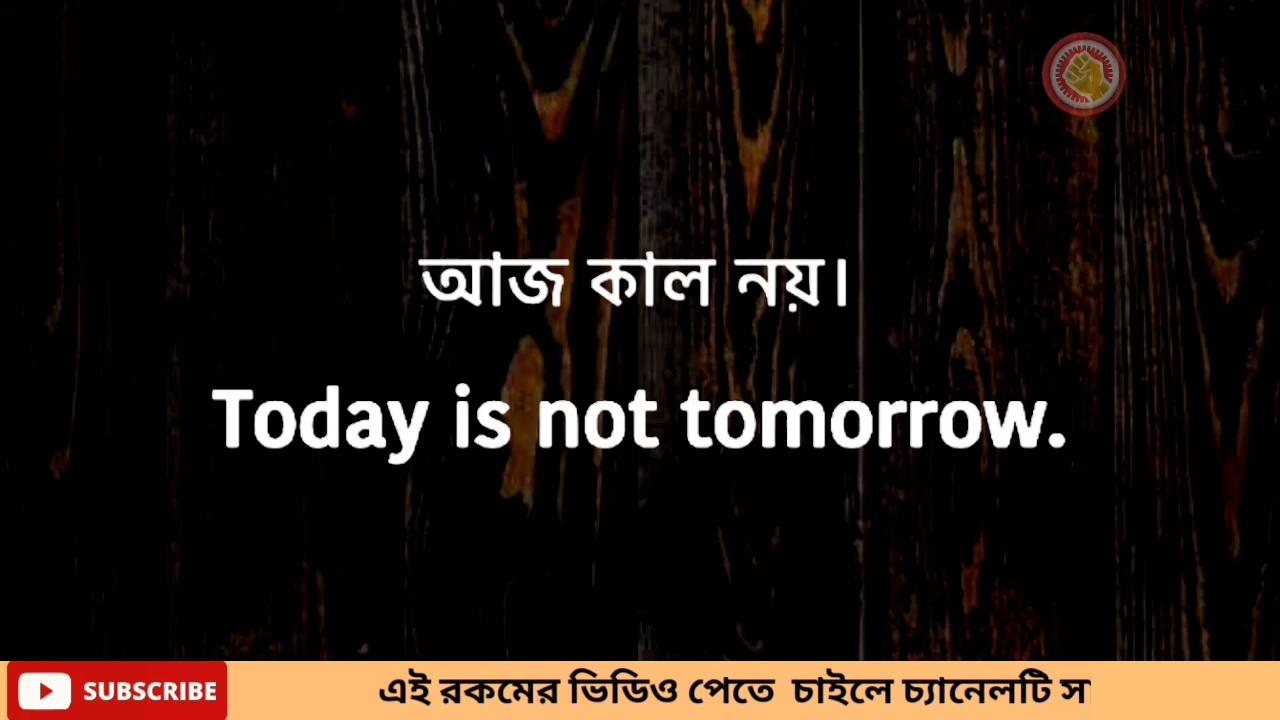 আজ কাল নয়।
Today is not tomorrow.
SUBSCRIBE
এই রকমের ভিডিও পেতে চাইলে চ্যানেলটি